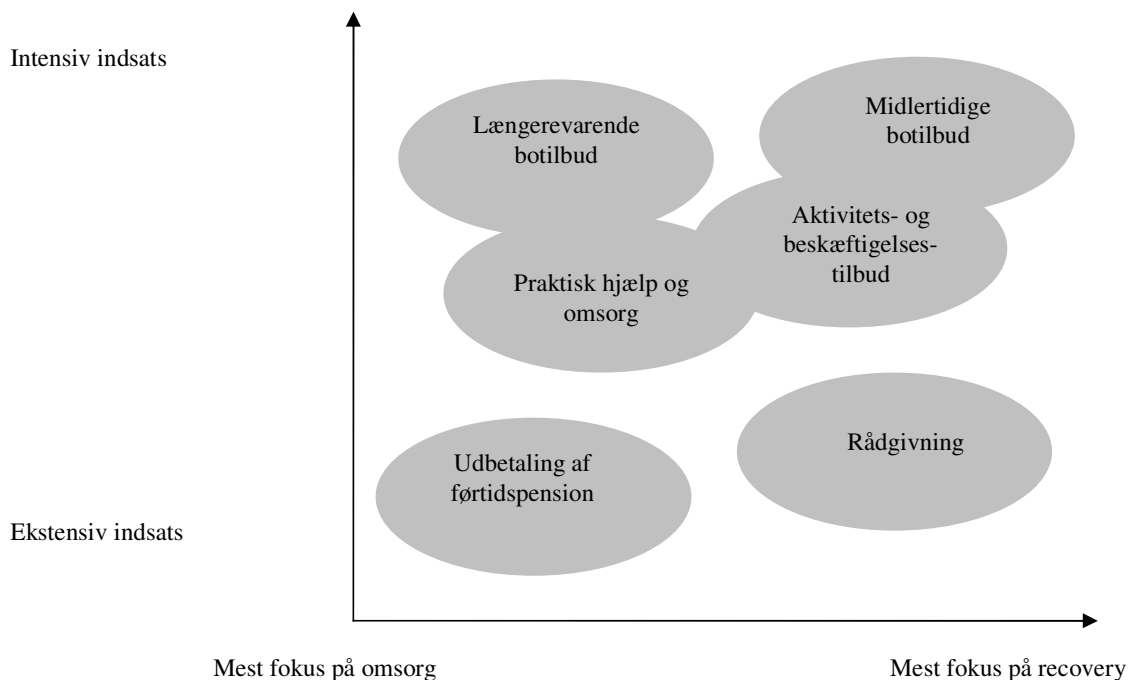 Intensiv indsats
Længerevarende
botilbud
Midlertidige
botilbud
Aktivitets- og
beskæftigelses-
tilbud
Praktisk hjælp og
omsorg
Udbetaling af
førtidspension
Rådgivning
Ekstensiv indsats
Mest fokus på omsorg
Mest fokus på recovery